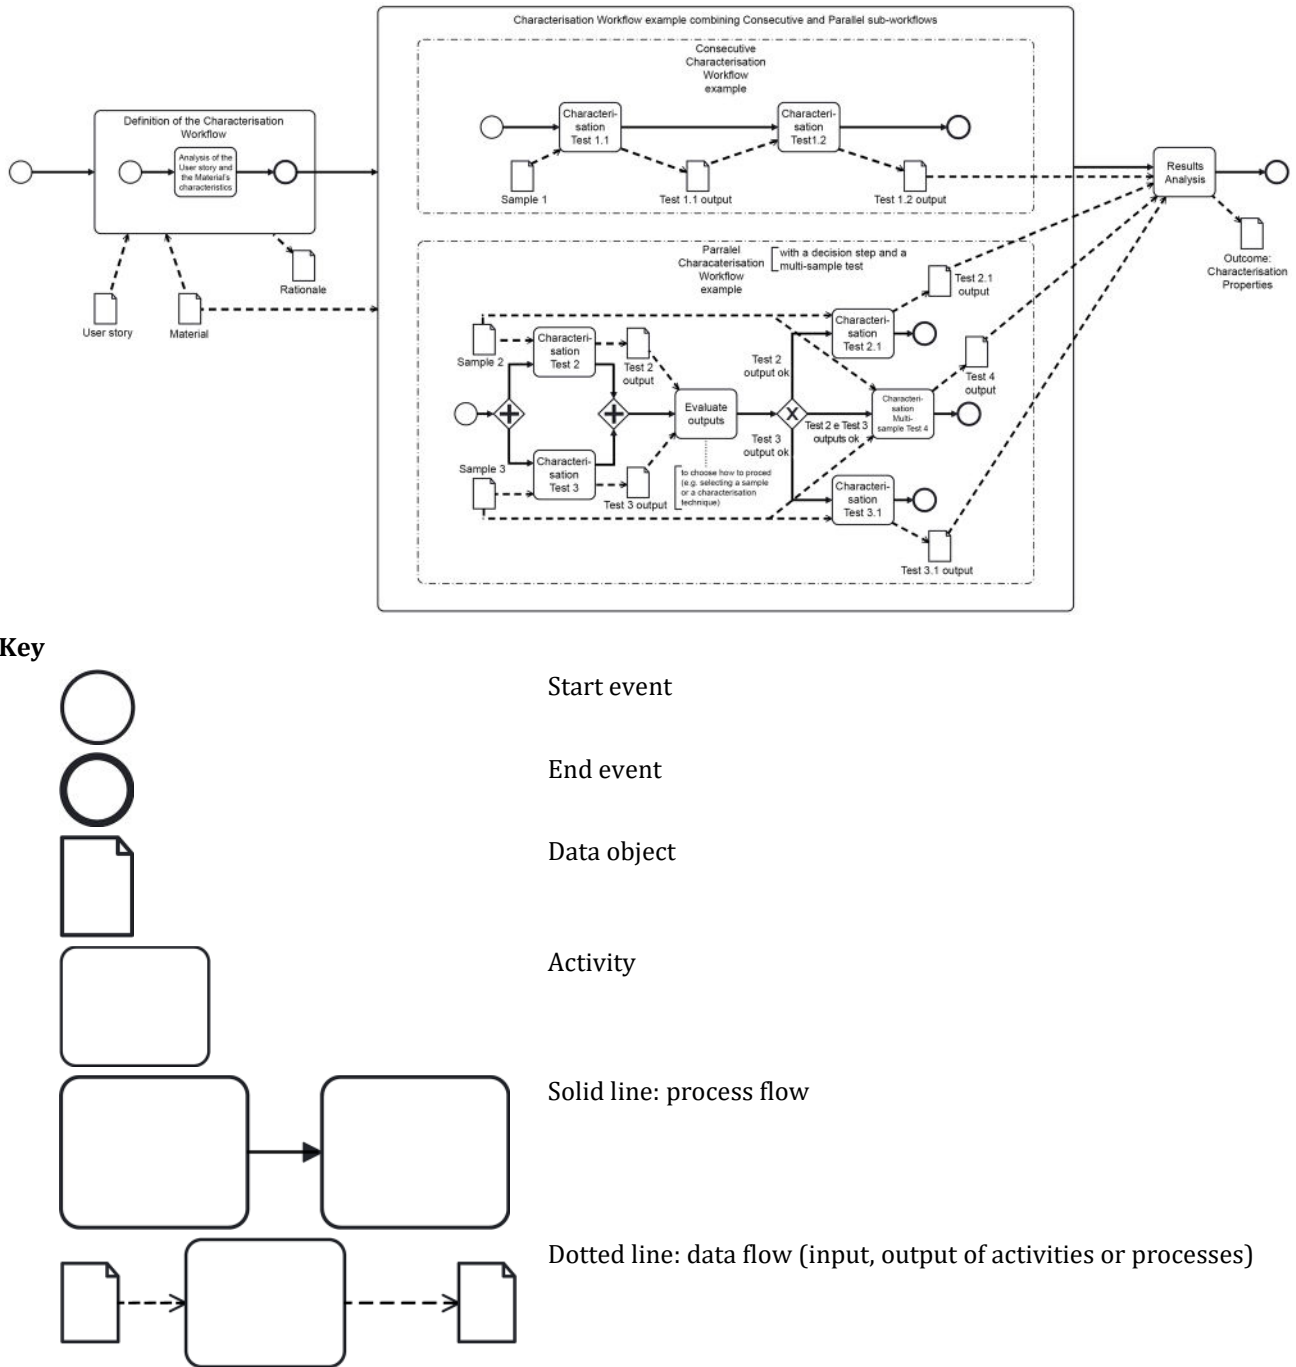 Characterisation Workflow example combining Consecutive and Parallel sub-workflows
Consecutive
Characterisation
Workflow
example
Definition of the Characterisation
Workflow
Analysis of the
User story and
the Material's
characteristics
Characteri-
sation
Test 1.1
Characteri-
sation
Test1.2
Sample 1
Test 1.1 output
Test 1.2 output
Results
Analysis
Outcome:
Characterisation
Properties
Rationale
User story
Material
Parralel
Characaterisation
Workflow
example
with a decision step and a
multi-sample test
Test 2.1
output
Sample 2
Characteri-
sation
Test 2
Test 2
output
Characteri-
sation
Test 2.1
Test 2
output ok
Test 4
output
Evaluate
outputs
X
Characteri-
sation
Multi-
sample Test 4
Test 2 e Test 3
outputs ok
Test 3
output ok
Sample 3
Characteri-
sation
Test 3
Test 3 output
to choose how to proced
(e.g. selecting a sample
or a characterisation
technique)
Characteri-
sation
Test 3.1
Test 3.1 output
Key
Start event
End event
Data object
Activity
Solid line: process flow
Dotted line: data flow (input, output of activities or processes)